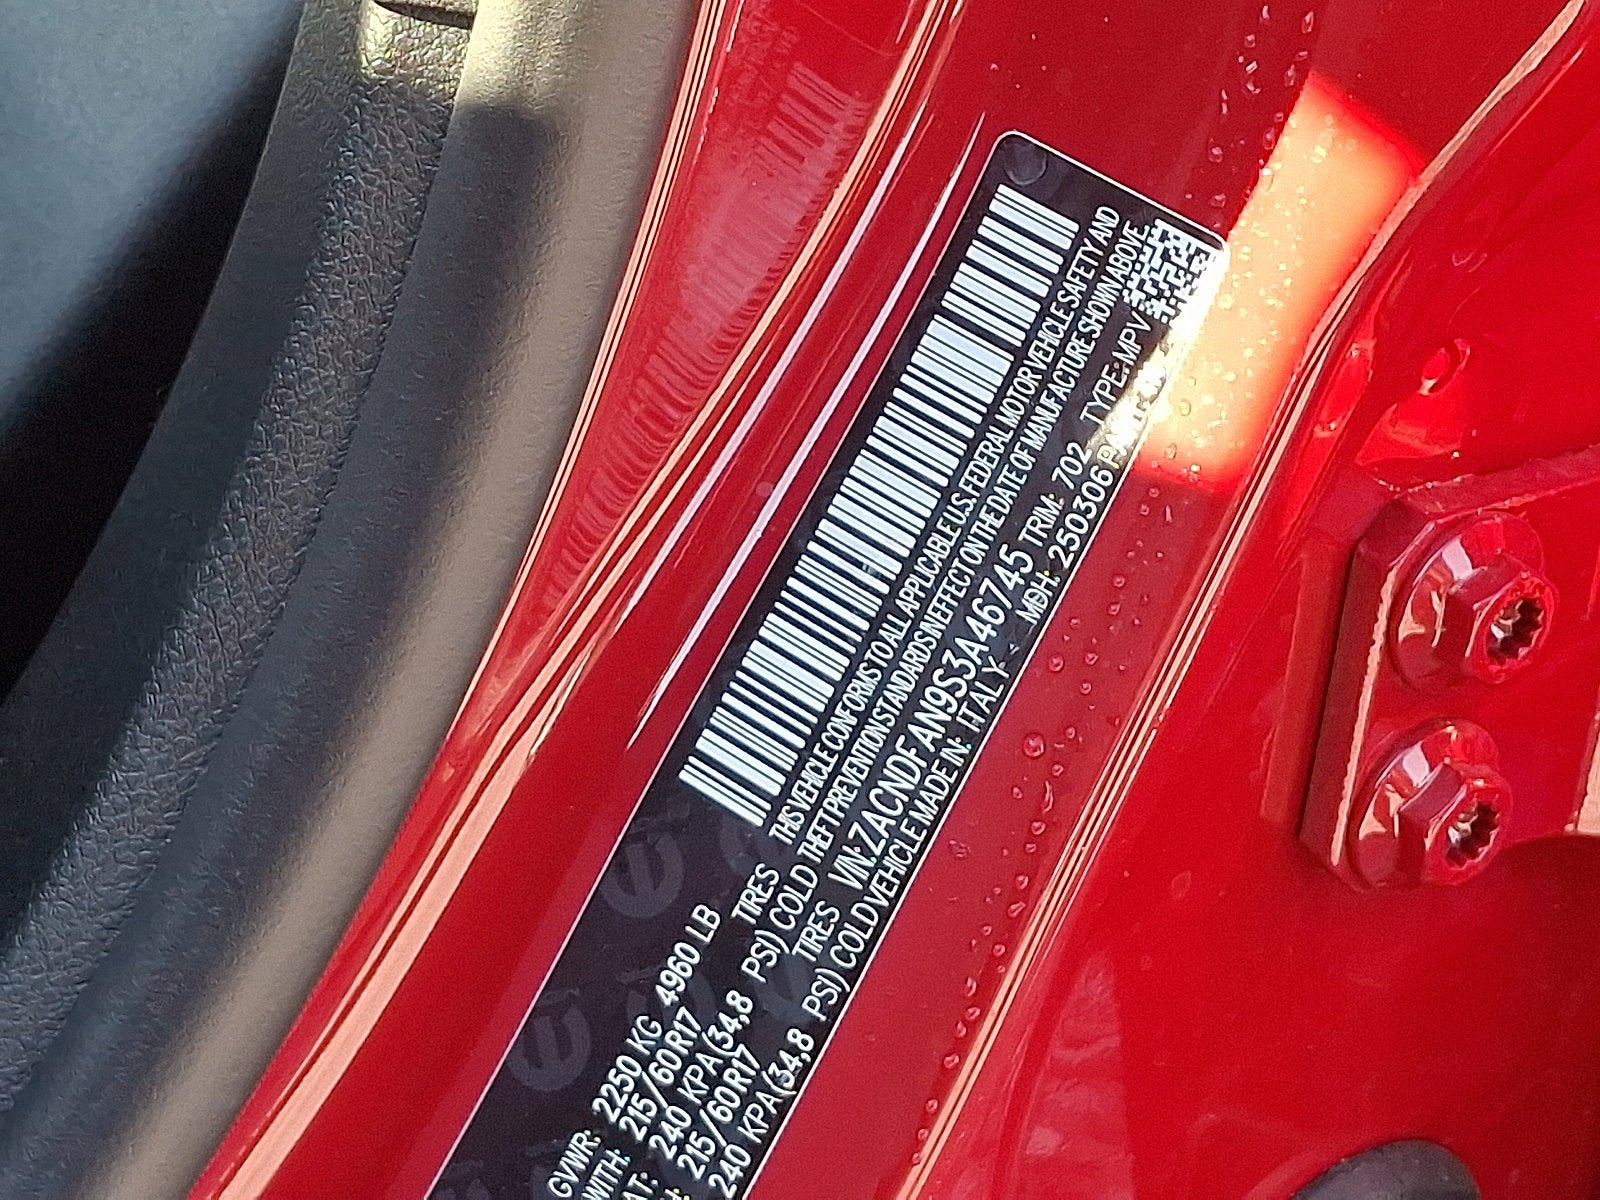 GVWR: 2250 KG 4960 LB
WITH: 215/60R17 TIRES
AT: 240 KPA(34,8 PSI) COLD
215/60R17 TIRES
240 KPA(34,8 PSI) COLD
THIS VEHICLE CONFORMS TO ALL APPLICABLE U.S. FEDERAL MOTOR VEHICLE SAFETY AND
THEFT PREVENTION STANDARDS IN EFFECT ON THE DATE OF MANUFACTURE SHOWN ABOVE.
VIN: ZACNDFAN9S3A46745 TRIM: 702 TYPE: MPV
VEHICLE MADE IN: ITALY MDH: 250306